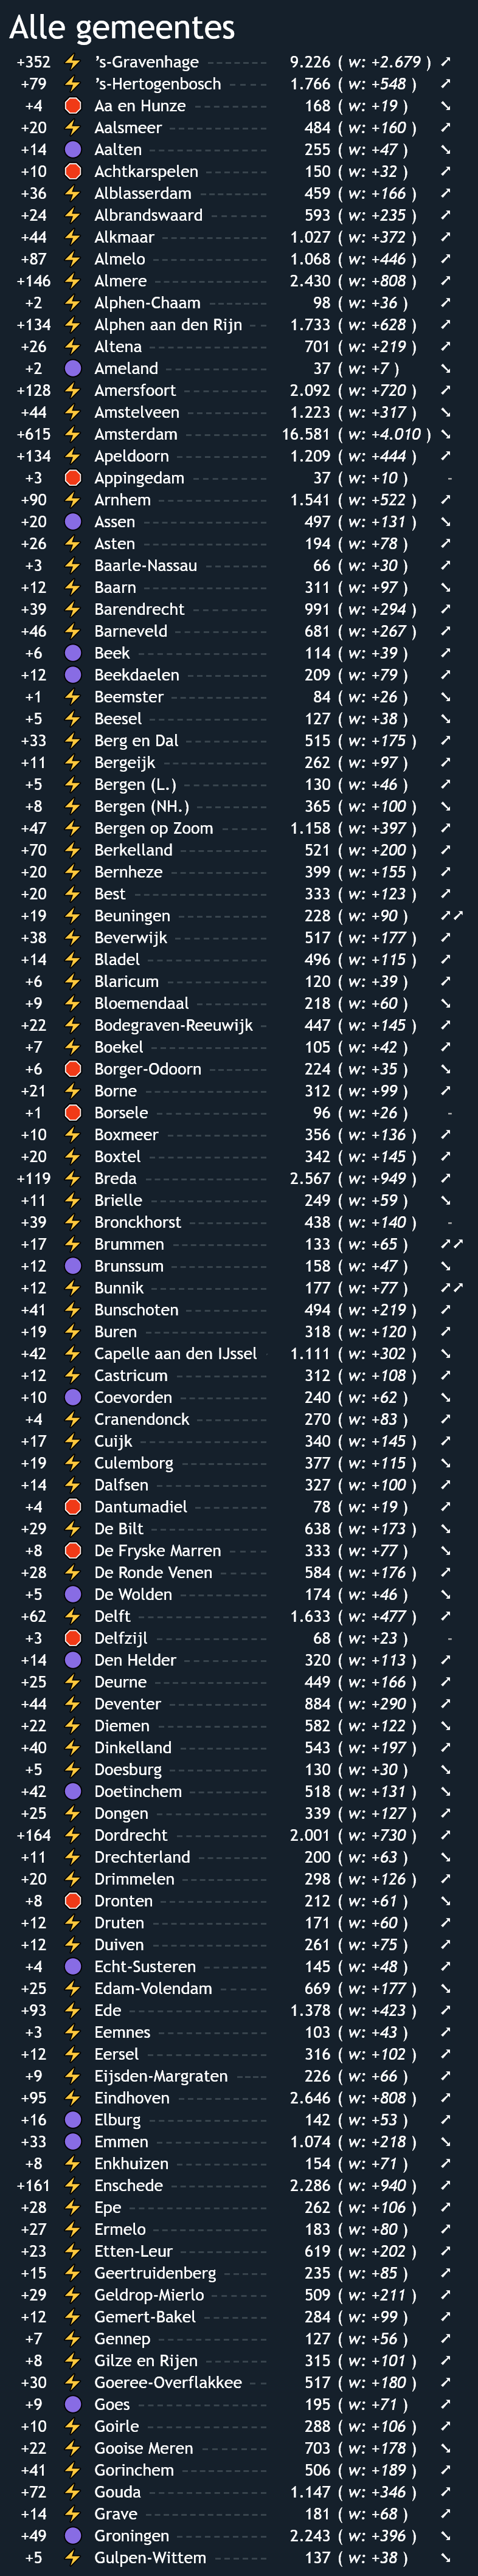 Alle gemeentes
+352 ⚡ ’s-Gravenhage 9.226 ( w: +2.679 ) ➚
+79 ⚡ ’s-Hertogenbosch 1.766 ( w: +548 ) ➚
+4 🛑 Aa en Hunze 168 ( w: +19 ) ➘
+20 ⚡ Aalsmeer 484 ( w: +160 ) ➚
+14 🟣 Aalten 255 ( w: +47 ) ➘
+10 🛑 Achtkarspelen 150 ( w: +32 ) ➚
+36 ⚡ Alblasserdam 459 ( w: +166 ) ➚
+24 ⚡ Albrandswaard 593 ( w: +235 ) ➚
+44 ⚡ Alkmaar 1.027 ( w: +372 ) ➚
+87 ⚡ Almelo 1.068 ( w: +446 ) ➚
+146 ⚡ Almere 2.430 ( w: +808 ) ➚
+2 ⚡ Alphen-Chaam 98 ( w: +36 ) ➚
+134 ⚡ Alphen aan den Rijn 1.733 ( w: +628 ) ➚
+26 ⚡ Altena 701 ( w: +219 ) ➚
+2 🟣 Ameland 37 ( w: +7 ) ➘
+128 ⚡ Amersfoort 2.092 ( w: +720 ) ➚
+44 ⚡ Amstelveen 1.223 ( w: +317 ) ➘
+615 ⚡ Amsterdam 16.581 ( w: +4.010 ) ➘
+134 ⚡ Apeldoorn 1.209 ( w: +444 ) ➚
+3 🛑 Appingedam 37 ( w: +10 ) -
+90 ⚡ Arnhem 1.541 ( w: +522 ) ➚
+20 🟣 Assen 497 ( w: +131 ) ➘
+26 ⚡ Asten 194 ( w: +78 ) ➚
+3 ⚡ Baarle-Nassau 66 ( w: +30 ) ➚
+12 ⚡ Baarn 311 ( w: +97 ) ➘
+39 ⚡ Barendrecht 991 ( w: +294 ) ➚
+46 ⚡ Barneveld 681 ( w: +267 ) ➚
+6 🟣 Beek 114 ( w: +39 ) ➚
+12 🟣 Beekdaelen 209 ( w: +79 ) ➚
+1 ⚡ Beemster 84 ( w: +26 ) ➘
+5 ⚡ Beesel 127 ( w: +38 ) ➘
+33 ⚡ Berg en Dal 515 ( w: +175 ) ➚
+11 ⚡ Bergeijk 262 ( w: +97 ) ➚
+5 ⚡ Bergen (L.) 130 ( w: +46 ) ➚
+8 ⚡ Bergen (NH.) 365 ( w: +100 ) ➘
+47 ⚡ Bergen op Zoom 1.158 ( w: +397 ) ➚
+70 ⚡ Berkelland 521 ( w: +200 ) ➚
+20 ⚡ Bernheze 399 ( w: +155 ) ➚
+20 ⚡ Best 333 ( w: +123 ) ➚
+19 ⚡ Beuningen 228 ( w: +90 ) ➚➚
+38 ⚡ Beverwijk 517 ( w: +177 ) ➚
+14 ⚡ Bladel 496 ( w: +115 ) ➚
+6 ⚡ Blaricum 120 ( w: +39 ) ➚
+9 ⚡ Bloemendaal 218 ( w: +60 ) ➘
+22 ⚡ Bodegraven-Reeuwijk 447 ( w: +145 ) ➚
+7 ⚡ Boekel 105 ( w: +42 ) ➚
+6 🛑 Borger-Odoorn 224 ( w: +35 ) ➘
+21 ⚡ Borne 312 ( w: +99 ) ➚
+1 🛑 Borsele 96 ( w: +26 ) -
+10 ⚡ Boxmeer 356 ( w: +136 ) ➚
+20 ⚡ Boxtel 342 ( w: +145 ) ➚
+119 ⚡ Breda 2.567 ( w: +949 ) ➚
+11 ⚡ Brielle 249 ( w: +59 ) ➘
+39 ⚡ Bronckhorst 438 ( w: +140 ) -
+17 ⚡ Brummen 133 ( w: +65 ) ➚➚
+12 🟣 Brunssum 158 ( w: +47 ) ➘
+12 ⚡ Bunnik 177 ( w: +77 ) ➚➚
+41 ⚡ Bunschoten 494 ( w: +219 ) ➚
+19 ⚡ Buren 318 ( w: +120 ) ➚
+42 ⚡ Capelle aan den IJssel 1.111 ( w: +302 ) ➘
+12 ⚡ Castricum 312 ( w: +108 ) ➚
+10 🟣 Coevorden 240 ( w: +62 ) ➘
+4 ⚡ Cranendonck 270 ( w: +83 ) ➚
+17 ⚡ Cuijk 340 ( w: +145 ) ➚
+19 ⚡ Culemborg 377 ( w: +115 ) ➘
+14 ⚡ Dalfsen 327 ( w: +100 ) ➚
+4 🛑 Dantumadiel 78 ( w: +19 ) ➘
+29 ⚡ De Bilt 638 ( w: +173 ) ➘
+8 🛑 De Fryske Marren 333 ( w: +77 ) ➘
+28 ⚡ De Ronde Venen 584 ( w: +176 ) ➚
+5 🟣 De Wolden 174 ( w: +46 ) ➘
+62 ⚡ Delft 1.633 ( w: +477 ) ➚
+3 🛑 Delfzijl 68 ( w: +23 ) -
+14 🟣 Den Helder 320 ( w: +113 ) ➚
+25 ⚡ Deurne 449 ( w: +166 ) ➚
+44 ⚡ Deventer 884 ( w: +290 ) ➚
+22 ⚡ Diemen 582 ( w: +122 ) ➘
+40 ⚡ Dinkelland 543 ( w: +197 ) ➚
+5 ⚡ Doesburg 130 ( w: +30 ) ➘
+42 🟣 Doetinchem 518 ( w: +131 ) ➘
+25 ⚡ Dongen 339 ( w: +127 ) ➚
+164 ⚡ Dordrecht 2.001 ( w: +730 ) ➚
+11 ⚡ Drechterland 200 ( w: +63 ) ➘
+20 ⚡ Drimmelen 298 ( w: +126 ) ➚
+8 🛑 Dronten 212 ( w: +61 ) ➘
+12 ⚡ Druten 171 ( w: +60 ) ➚
+12 ⚡ Duiven 261 ( w: +75 ) ➚
+4 🟣 Echt-Susteren 145 ( w: +48 ) ➚
+25 ⚡ Edam-Volendam 669 ( w: +177 ) ➘
+93 ⚡ Ede 1.378 ( w: +423 ) ➚
+3 ⚡ Eemnes 103 ( w: +43 ) ➚
+12 ⚡ Eersel 316 ( w: +102 ) ➚
+9 ⚡ Eijsden-Margraten 226 ( w: +66 ) ➚
+95 ⚡ Eindhoven 2.646 ( w: +808 ) ➚
+16 🟣 Elburg 142 ( w: +53 ) ➚
+33 🟣 Emmen 1.074 ( w: +218 ) ➘
+8 ⚡ Enkhuizen 154 ( w: +71 ) ➚
+161 ⚡ Enschede 2.286 ( w: +940 ) ➚
+28 ⚡ Epe 262 ( w: +106 ) ➚
+27 ⚡ Ermelo 183 ( w: +80 ) ➚
+23 ⚡ Etten-Leur 619 ( w: +202 ) ➚
+15 ⚡ Geertruidenberg 235 ( w: +85 ) ➚
+29 ⚡ Geldrop-Mierlo 509 ( w: +211 ) ➚
+12 ⚡ Gemert-Bakel 284 ( w: +99 ) ➚
+7 ⚡ Gennep 127 ( w: +56 ) ➚
+8 ⚡ Gilze en Rijen 315 ( w: +101 ) ➚
+30 ⚡ Goeree-Overflakkee 517 ( w: +180 ) ➚
+9 🟣 Goes 195 ( w: +71 ) ➚
+10 ⚡ Goirle 288 ( w: +106 ) ➚
+22 ⚡ Gooise Meren 703 ( w: +178 ) ➘
+41 ⚡ Gorinchem 506 ( w: +189 ) ➚
+72 ⚡ Gouda 1.147 ( w: +346 ) ➚
+14 ⚡ Grave 181 ( w: +68 ) ➚
+49 🟣 Groningen 2.243 ( w: +396 ) ➘
+5 ⚡ Gulpen-Wittem 137 ( w: +38 ) ➘